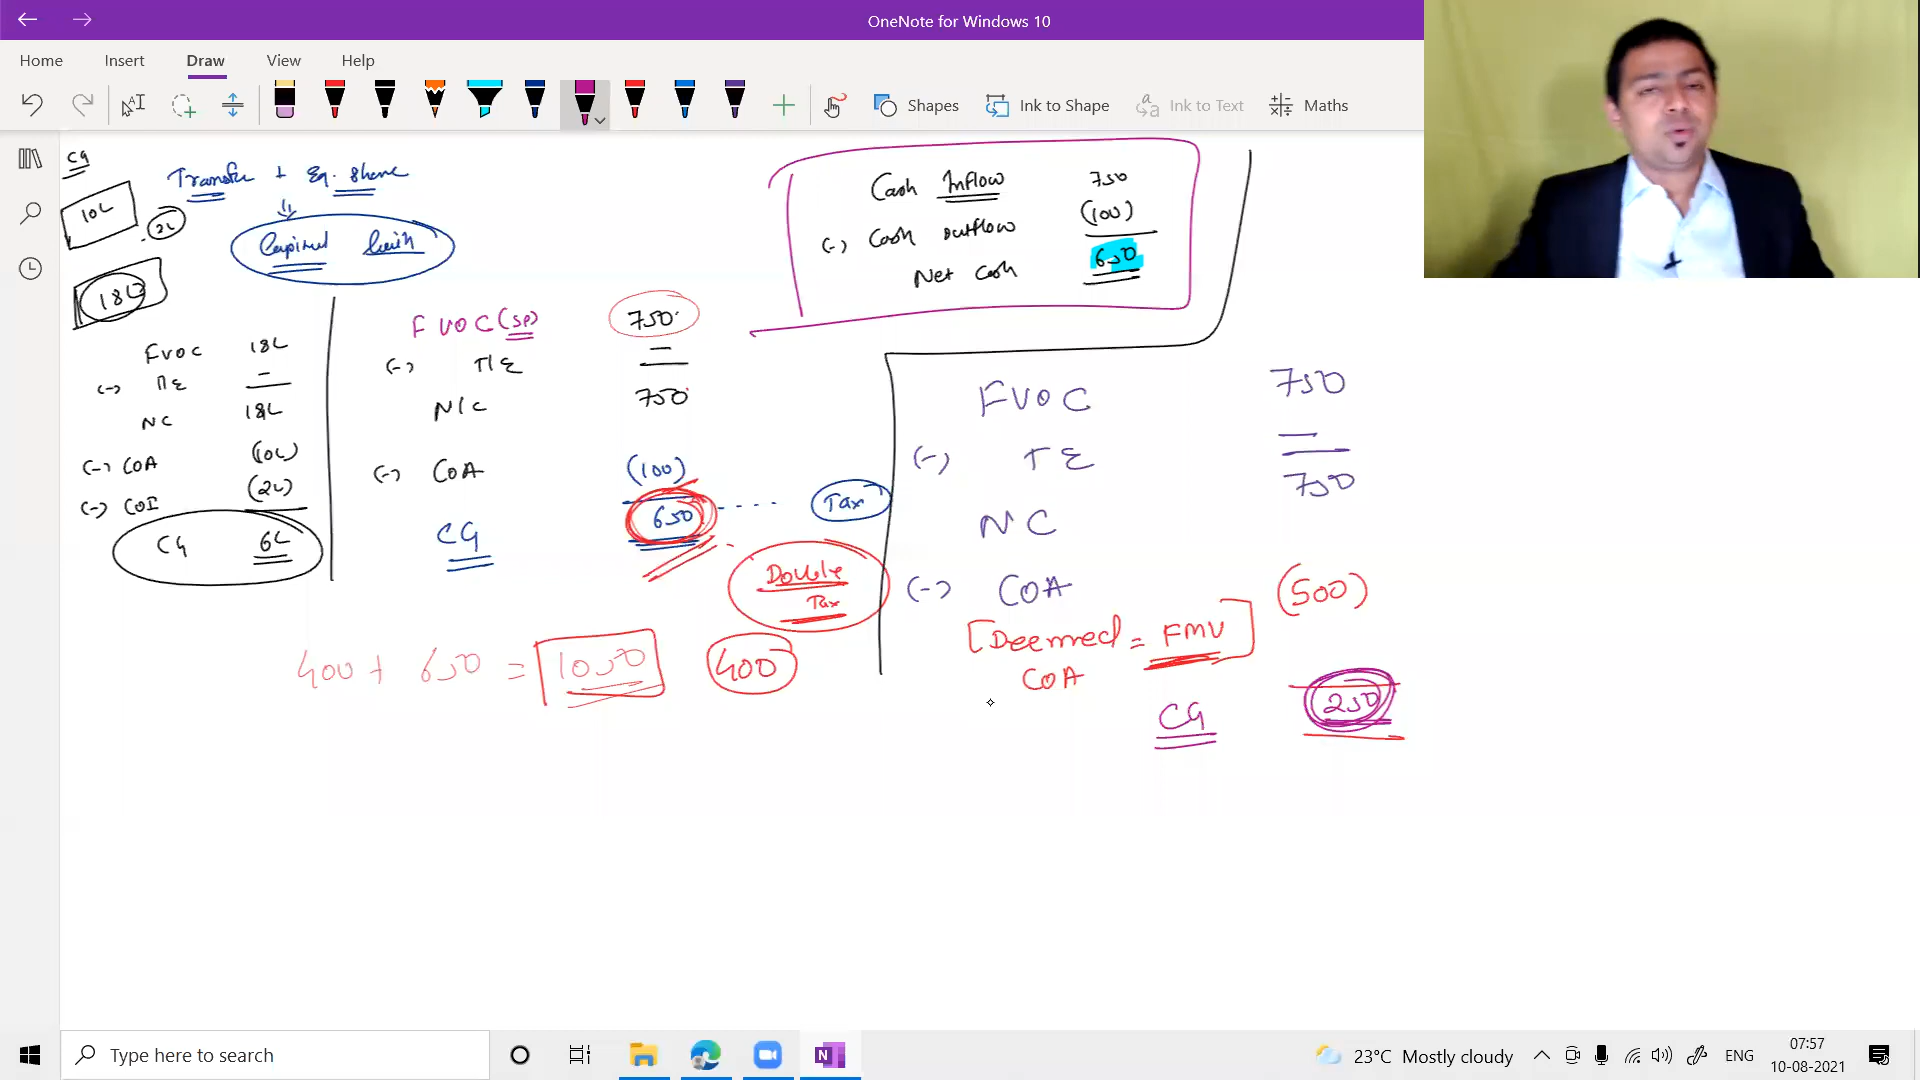 OneNote for Windows 10
Home Insert Draw View Help
Shapes Ink to Shape Ink to Text Maths
CG
Transfer + Eq. share
10L
2L
Capital
18L
Cash Inflow 750
(-) Cash outflow (100)
Net Cash 650
FVOC 18L
(-) TE —
NC 18L
(-) COA (10L)
(-) COI (2L)
CG 6L
FVOC (SP) 750
(-) T/E —
N/C 750
(-) COA (100)
CG 650 Tax
Double
Tax
400 + 650 = 1050 400
FVOC 750
(-) TE —
NC 750
(-) COA (500)
[Deemed = FMV]
COA
CG 250
Type here to search
23°C Mostly cloudy
ENG
07:57
10-08-2021